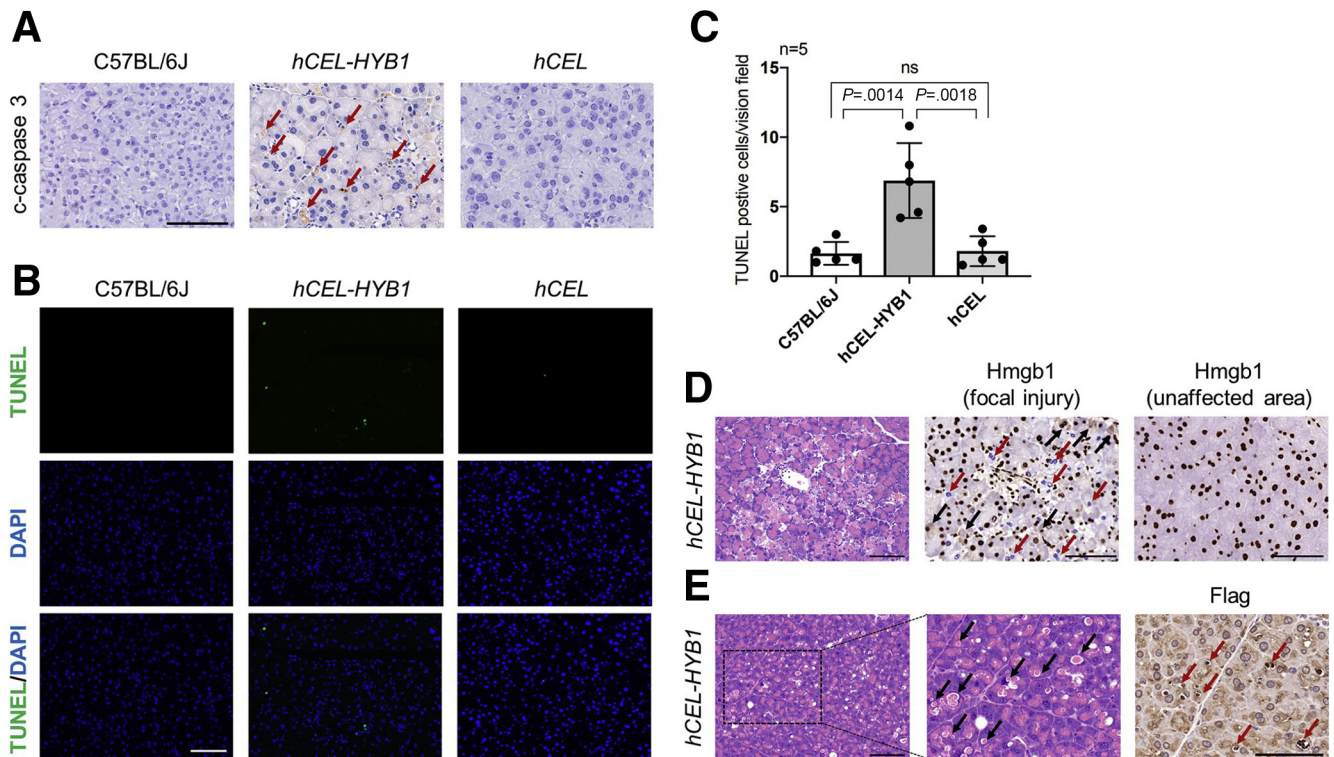 A
C57BL/6J
hCEL-HYB1
hCEL
c-caspase 3
B
C57BL/6J
hCEL-HYB1
hCEL
TUNEL
DAPI
TUNEL/DAPI
C
n=5
ns
P=.0014
P=.0018
TUNEL postive cells/vision field
15
10
5
0
C57BL/6J
hCEL-HYB1
hCEL
D
Hmgb1
(focal injury)
Hmgb1
(unaffected area)
hCEL-HYB1
E
Flag
hCEL-HYB1